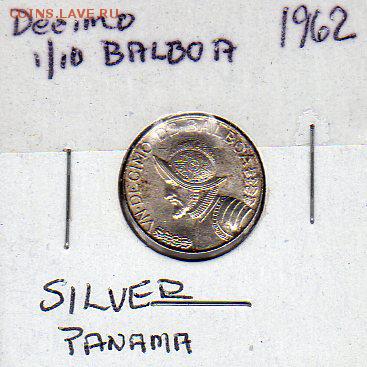 COINS.LAVE.RU
Decimo 1962
1/10 BALBOA
UN DECIMO DE BALBOA
SILVER
PANAMA